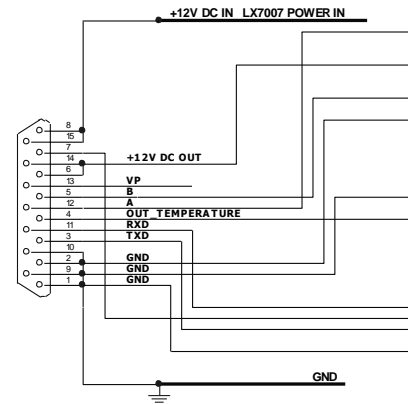 +12V DC IN LX7007 POWER IN
8
15
7
14 +12V DC OUT
6
13 VP
5 B
12 A
4 OUT_TEMPERATURE
11 RXD
3 TXD
10
2 GND
9 GND
1 GND
GND